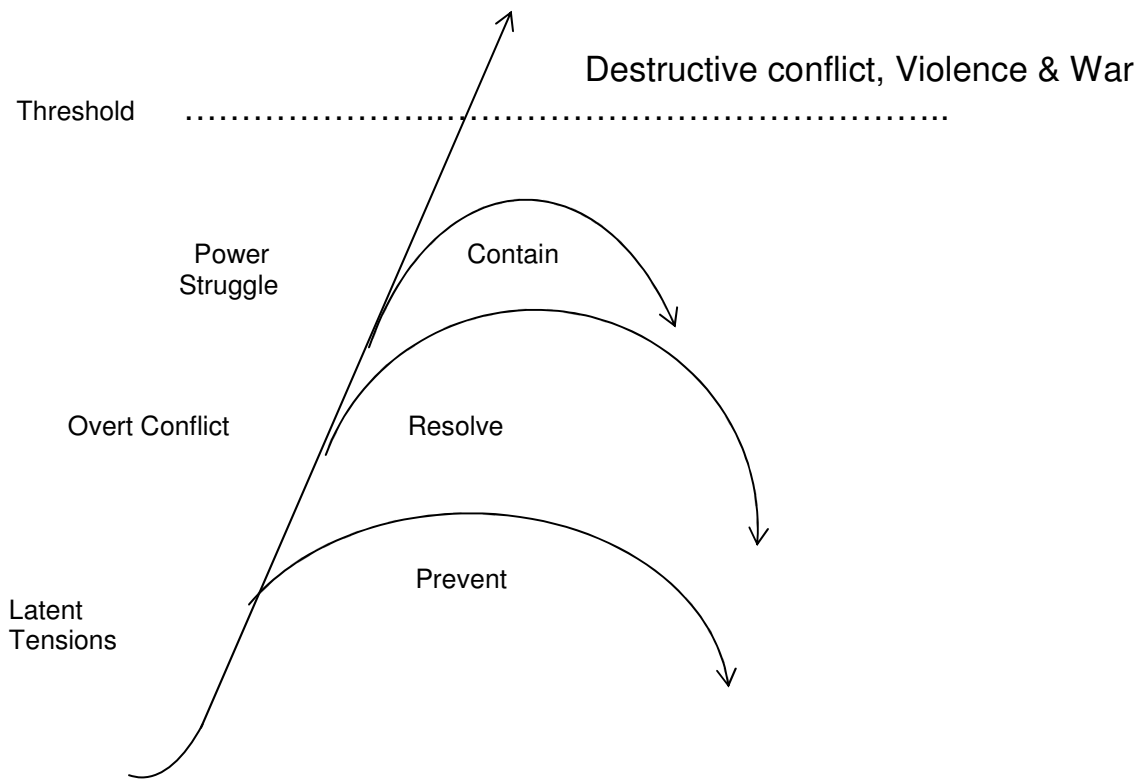 Destructive conflict, Violence & War
Threshold
Power
Struggle
Contain
Overt Conflict
Resolve
Prevent
Latent
Tensions